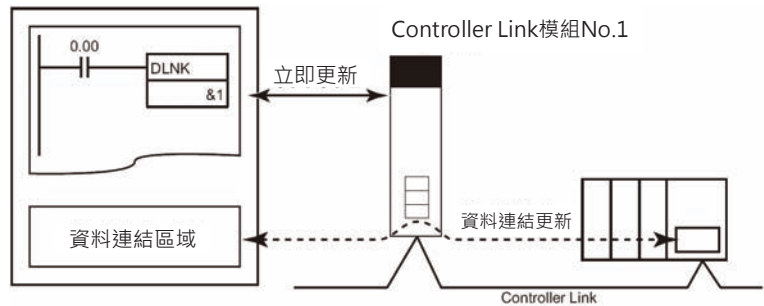 Controller Link模組No.1
0.00
DLNK
&1
立即更新
資料連結區域
資料連結更新
Controller Link